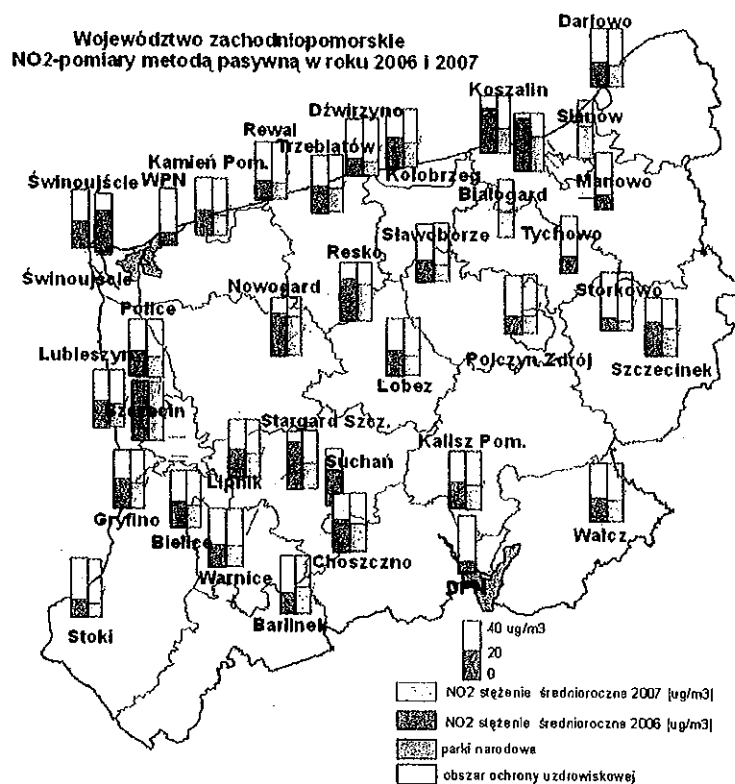 Województwo zachodniopomorskie
NO2-pomiary metodą pasywną w roku 2006 i 2007
Darłowo
Koszalin
Sianów
Dźwirzyno
Rewal
Trzebiatów
Kołobrzeg
Kamień Pom.
Białogard
Manowo
Świnoujście
WPN
Sławoborze
Tychowo
Resko
Świnoujście
Nowogard
Storkowo
Police
Lubieszyn
Połczyn Zdrój
Łobez
Szczecinek
Szczecin
Stargard Szcz.
Kalisz Pom.
Suchań
Lipnik
Gryfino
Bielice
Wałcz
Choszczno
Warnice
DPN
Barlinek
Stoki
40 ug/m3
20
0
NO2 stężenie średnioroczne 2007 [ug/m3]
NO2 stężenie średnioroczne 2006 [ug/m3]
parki narodowe
obszar ochrony uzdrowiskowej